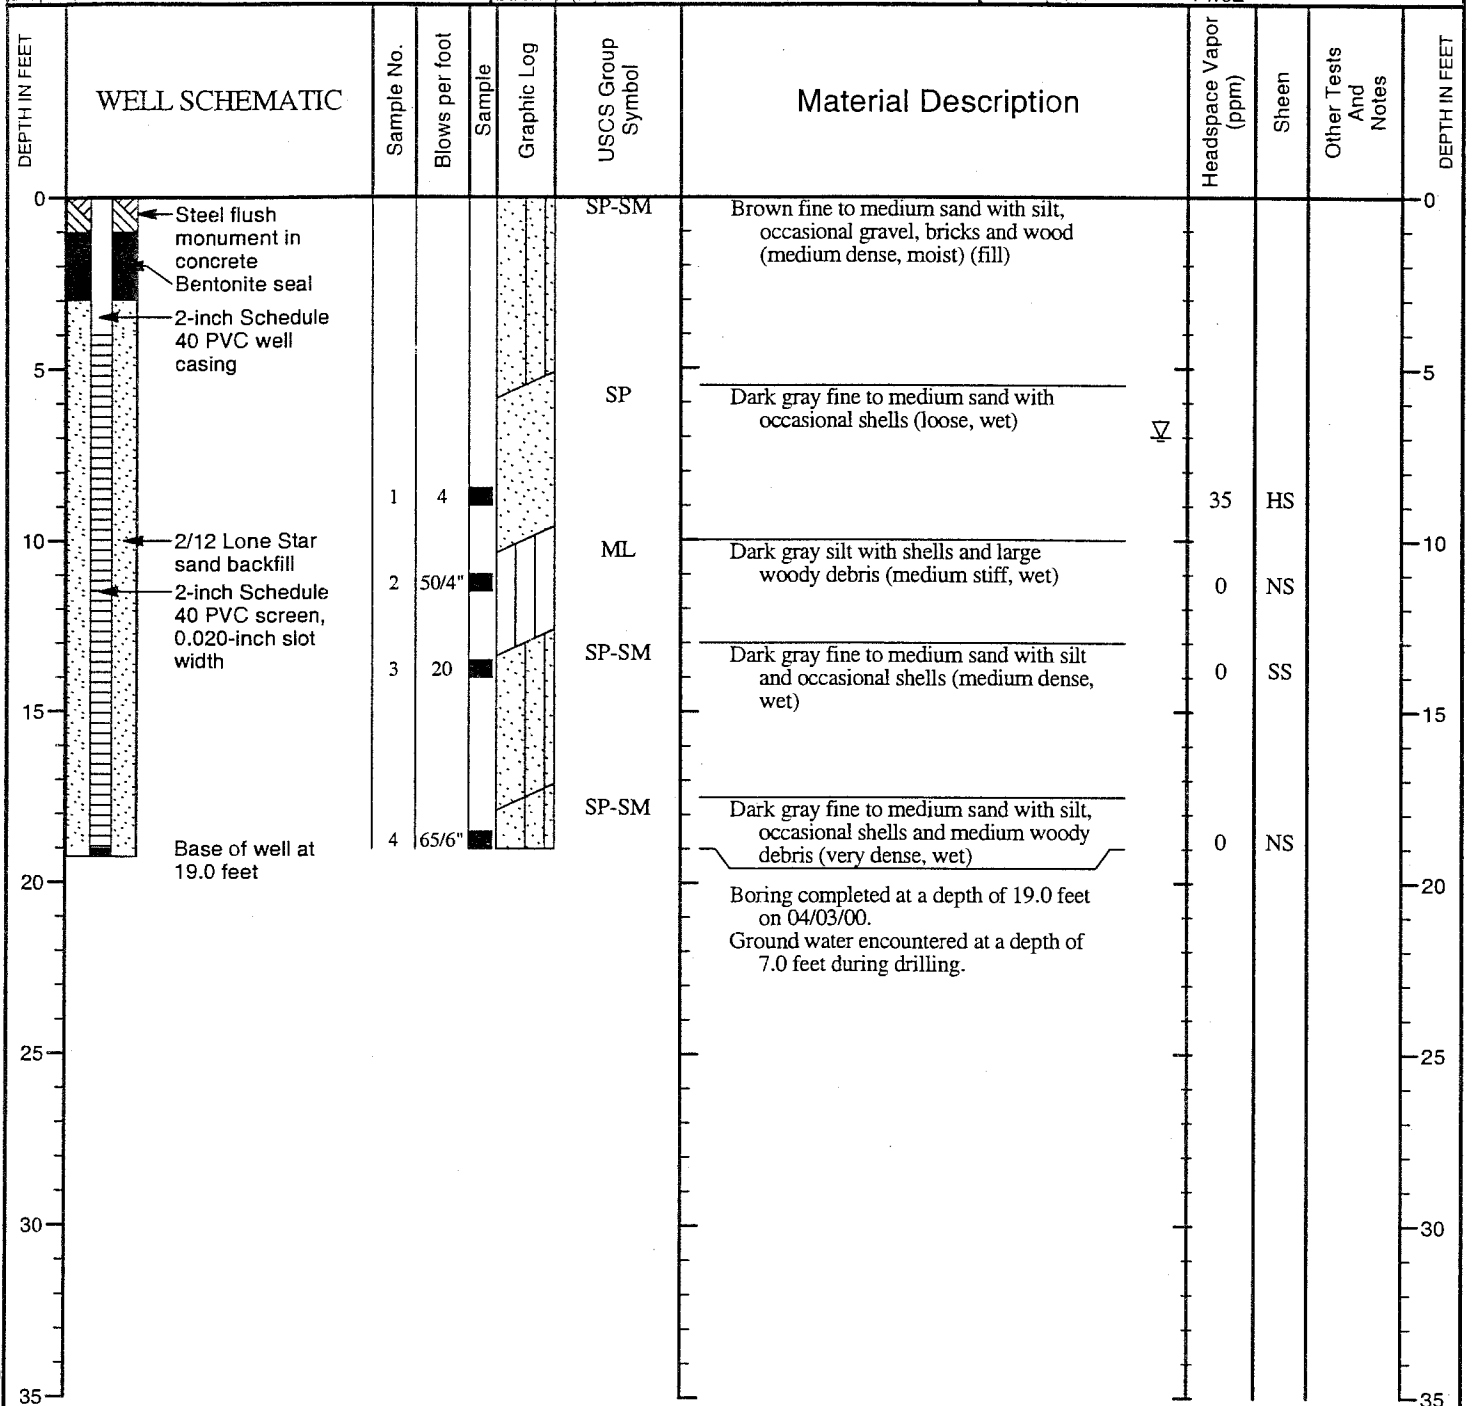 DEPTH IN FEET
WELL SCHEMATIC
Sample No.
Blows per foot
Sample
Graphic Log
USCS Group
Symbol
Material Description
Headspace Vapor
(ppm)
Sheen
Other Tests
And
Notes
DEPTH IN FEET
0
5
10
15
20
25
30
35
Steel flush
monument in
concrete
Bentonite seal
2-inch Schedule
40 PVC well
casing
2/12 Lone Star
sand backfill
2-inch Schedule
40 PVC screen,
0.020-inch slot
width
Base of well at
19.0 feet
1 4
2 50/4"
3 20
4 65/6"
SP-SM
SP
ML
SP-SM
SP-SM
Brown fine to medium sand with silt,
occasional gravel, bricks and wood
(medium dense, moist) (fill)
Dark gray fine to medium sand with
occasional shells (loose, wet)
Dark gray silt with shells and large
woody debris (medium stiff, wet)
Dark gray fine to medium sand with silt
and occasional shells (medium dense,
wet)
Dark gray fine to medium sand with silt,
occasional shells and medium woody
debris (very dense, wet)
Boring completed at a depth of 19.0 feet
on 04/03/00.
Ground water encountered at a depth of
7.0 feet during drilling.
35 HS
0 NS
0 SS
0 NS
0
5
10
15
20
25
30
35